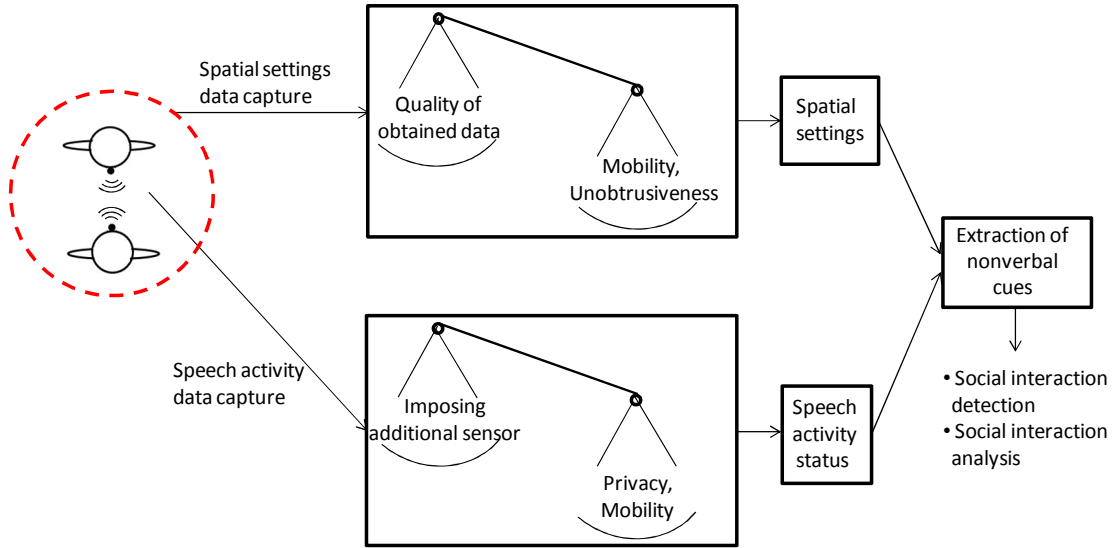 Spatial settings
data capture
Quality of
obtained data
Mobility,
Unobtrusiveness
Spatial
settings
Extraction of
nonverbal
cues
Speech activity
data capture
Imposing
additional sensor
Privacy,
Mobility
Speech
activity
status
• Social interaction
detection
• Social interaction
analysis